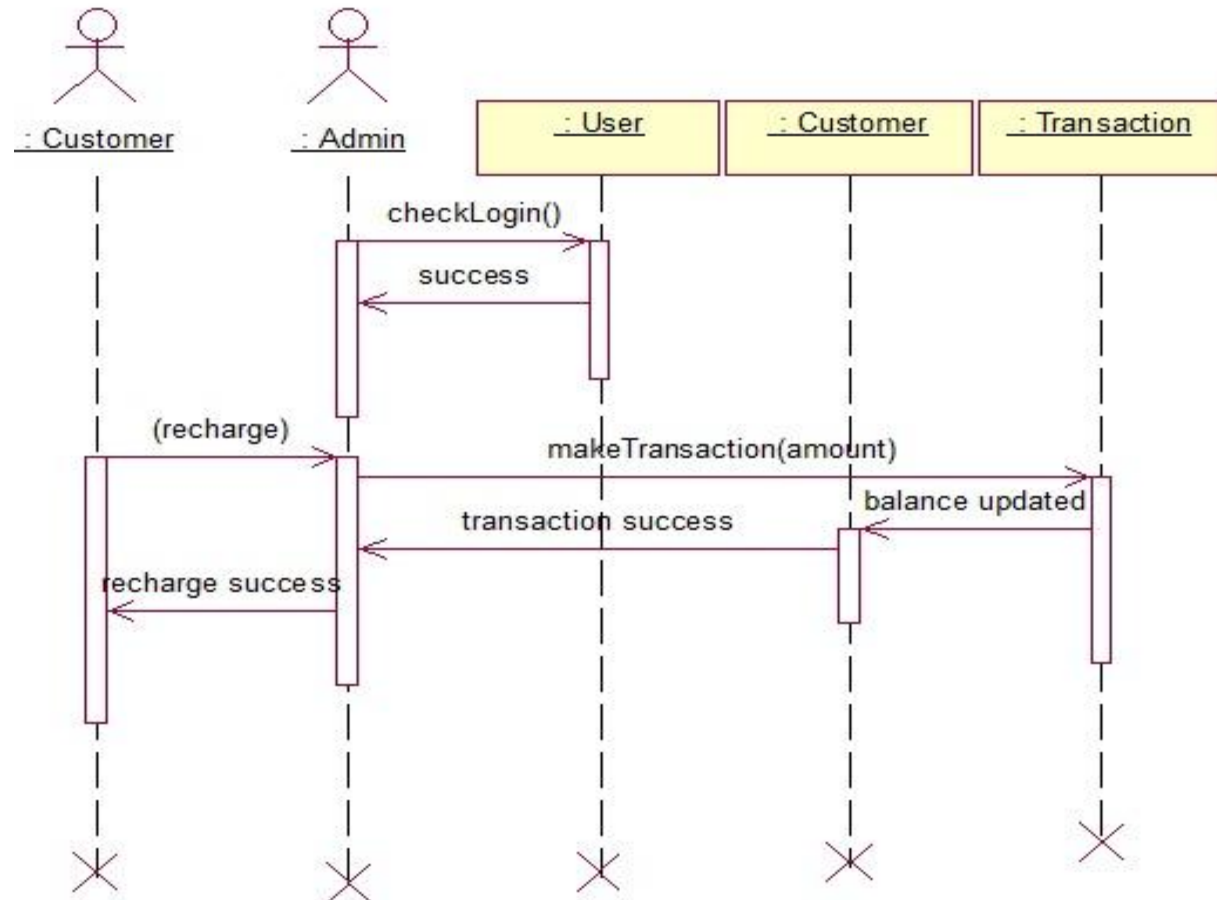 : Customer
: Admin
: User
: Customer
: Transaction
checkLogin()
success
(recharge)
makeTransaction(amount)
balance updated
transaction success
recharge success